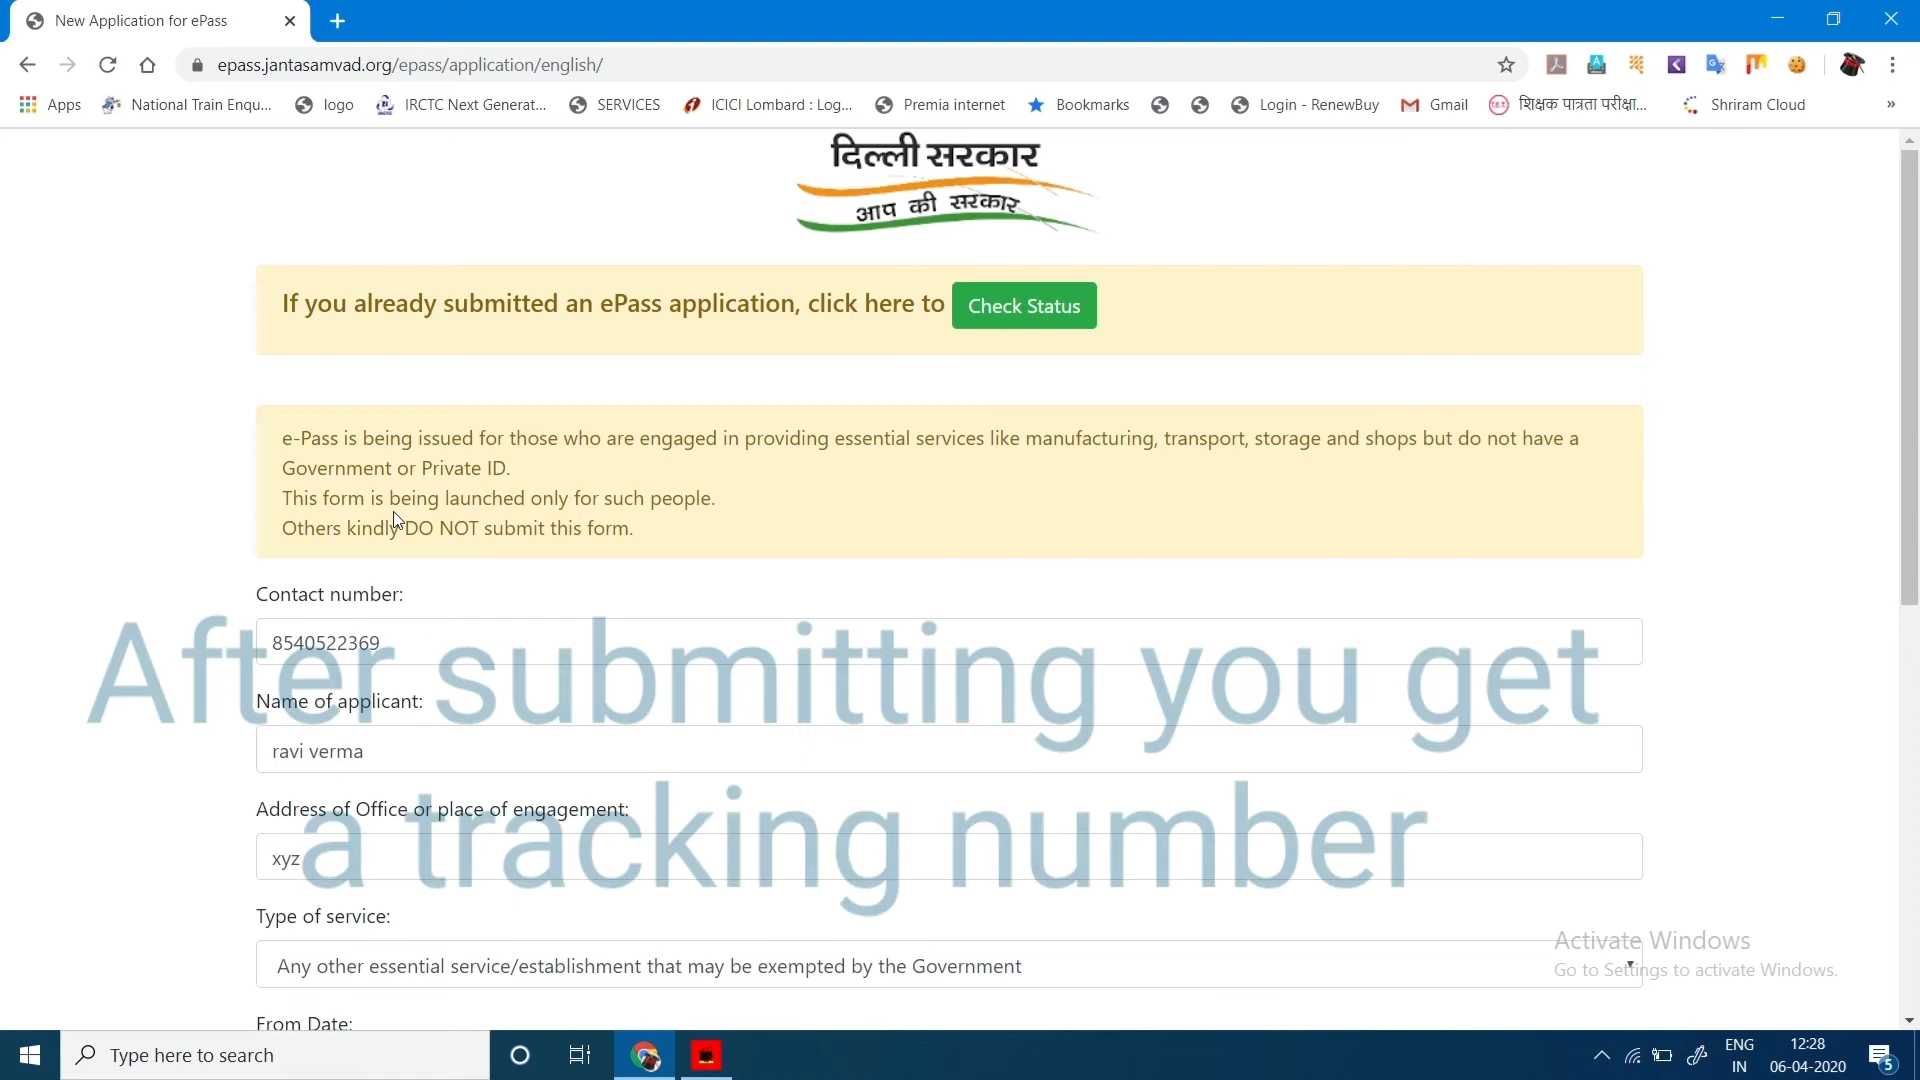 New Application for ePass
epass.jantasamvad.org/epass/application/english/
Apps National Train Enqu... logo IRCTC Next Generat... SERVICES ICICI Lombard : Log... Premia internet Bookmarks Login - RenewBuy Gmail शिक्षक पात्रता परीक्षा... Shriram Cloud »
दिल्ली सरकार
आप की सरकार
If you already submitted an ePass application, click here to Check Status
e-Pass is being issued for those who are engaged in providing essential services like manufacturing, transport, storage and shops but do not have a
Government or Private ID.
This form is being launched only for such people.
Others kindly DO NOT submit this form.
Contact number:
8540522369
After submitting you get
Name of applicant:
ravi verma
Address of Office or place of engagement:
a tracking number
xyz
Type of service:
Any other essential service/establishment that may be exempted by the Government
Activate Windows
Go to Settings to activate Windows.
From Date:
Type here to search
ENG
IN
12:28
06-04-2020
5